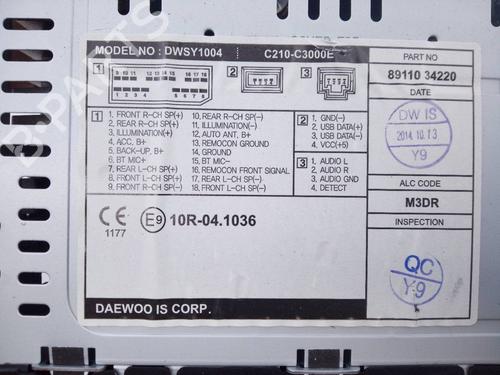 MODEL NO : DWSY1004 C210-C3000E
PART NO
89110 34220
DATE
DW IS
2014.10.13
Y9
ALC CODE
M3DR
INSPECTION
QC
Y-9
1
9 10 11 12 13 14 15 16 17 18
1 2 3 4 5 6 7 8
2
3
1
1. FRONT R-CH SP(+)
2. REAR R-CH SP(+)
3. ILLUMINATION(+)
4. ACC. B+
5. BACK-UP. B+
6. BT MIC+
7. REAR L-CH SP(+)
8. FRONT L-CH SP(+)
9. FRONT R-CH SP(-)
10. REAR R-CH SP(-)
11. ILLUMINATION(-)
12. AUTO ANT. B+
13. REMOCON GROUND
14. GROUND
15. BT MIC-
16. REMOCON FRONT SIGNAL
17. REAR L-CH SP(-)
18. FRONT L-CH SP(-)
2
1. GND(-)
2. USB DATA(+)
3. USB DATA(-)
4. VCC(+5)
3
1. AUDIO L
2. AUDIO R
3. AUDIO GND
4. DETECT
CE
1177
E9 10R-04.1036
DAEWOO IS CORP.
B-PARTS